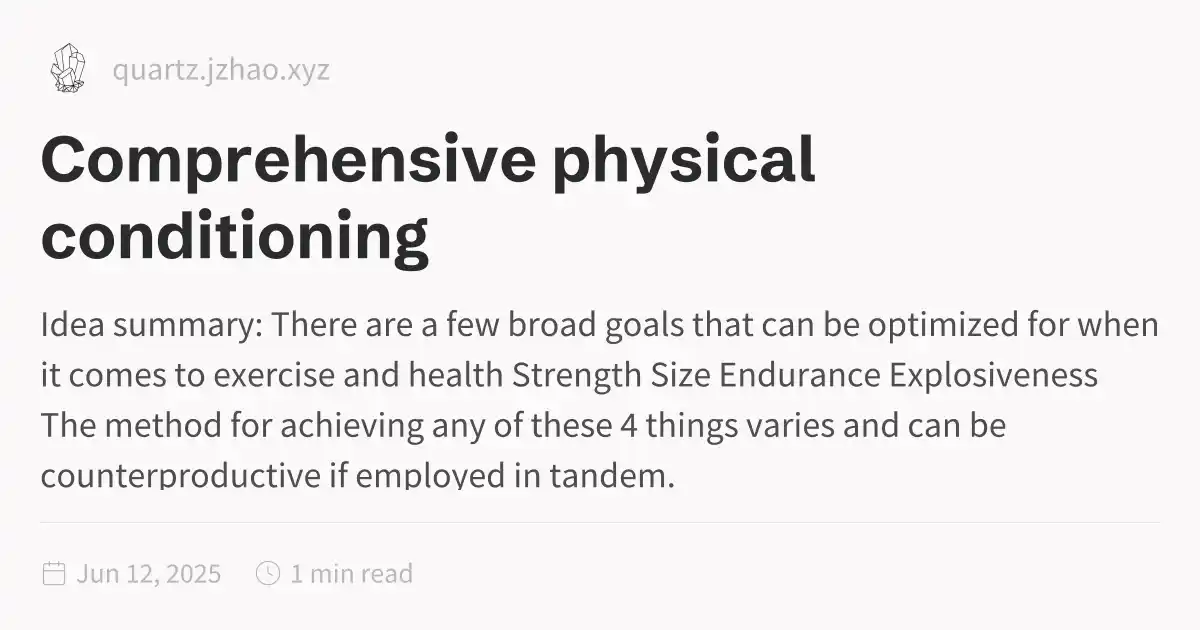 quartz.jzhao.xyz
Comprehensive physical
conditioning
Idea summary: There are a few broad goals that can be optimized for when
it comes to exercise and health Strength Size Endurance Explosiveness
The method for achieving any of these 4 things varies and can be
counterproductive if employed in tandem.
Jun 12, 2025 1 min read